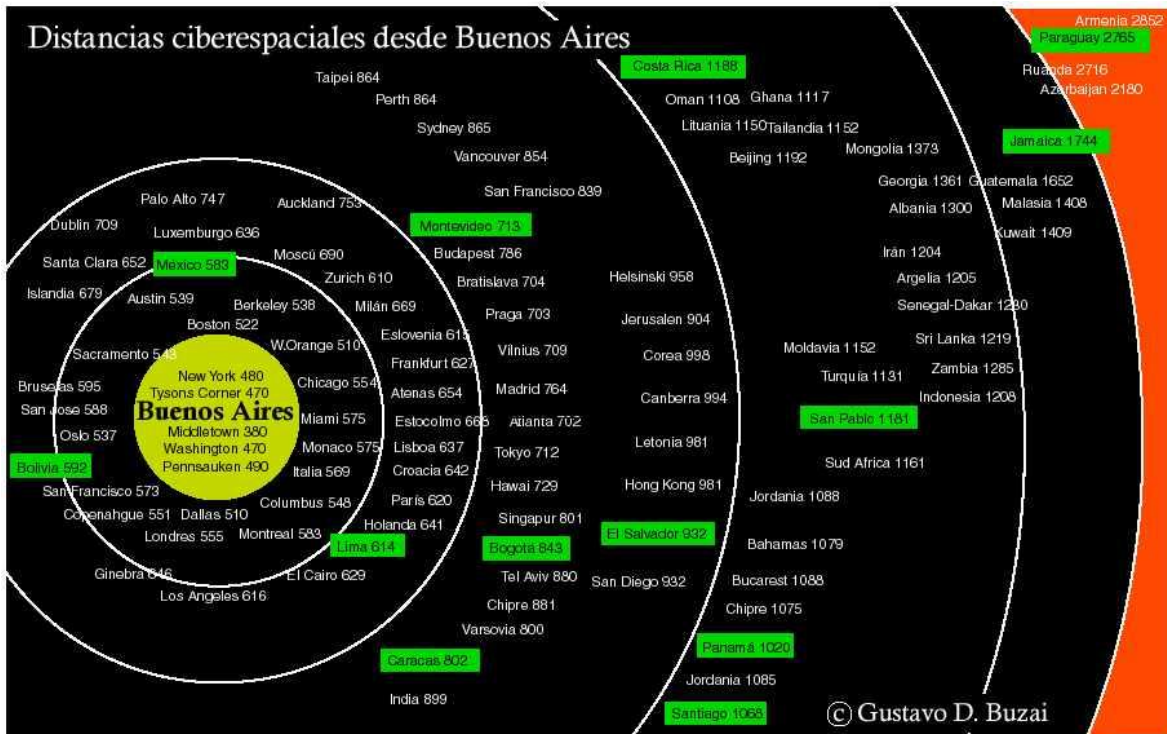 Distancias ciberespaciales desde Buenos Aires
Armenia 2852
Paraguay 2765
Ruanda 2716
Azerbaijan 2180
Costa Rica 1188
Taipei 864
Perth 864
Oman 1108
Ghana 1117
Sydney 865
Lituania 1150
Tailandia 1152
Jamaica 1744
Vancouver 854
Beijing 1192
Mongolia 1373
San Francisco 839
Georgia 1361
Guatemala 1652
Palo Alto 747
Auckland 753
Albania 1300
Malasia 1408
Dublin 709
Luxemburgo 636
Montevideo 713
Kuwait 1409
Moscú 690
Budapest 786
Irán 1204
Santa Clara 652
México 583
Zurich 610
Bratislava 704
Helsinki 958
Argelia 1205
Islandia 679
Austin 539
Berkeley 538
Milán 669
Senegal-Dakar 1230
Boston 522
Praga 703
Jerusalen 904
Eslovenia 615
W.Orange 510
Sri Lanka 1219
Sacramento 543
Vilnius 709
Corea 998
Moldavia 1152
Frankfurt 627
Zambia 1285
New York 480
Chicago 554
Turquía 1131
Bruselas 595
Tysons Corner 470
Atenas 654
Madrid 764
Canberra 994
Indonesia 1208
San Jose 588
Buenos Aires
Miami 575
Estocolmo 668
Atlanta 702
San Pablo 1181
Oslo 537
Middletown 380
Washington 470
Monaco 575
Lisboa 637
Tokyo 712
Letonia 981
Bolivia 592
Pennsauken 490
Italia 569
Croacia 642
Sud Africa 1161
San Francisco 573
Hawai 729
Hong Kong 981
Columbus 548
París 620
Jordania 1088
Copenahgue 551
Dallas 510
Holanda 641
Singapur 801
Londres 555
Montreal 583
Lima 614
El Salvador 932
Bogotá 843
Bahamas 1079
Ginebra 646
El Cairo 629
Tel Aviv 880
San Diego 932
Bucarest 1088
Los Angeles 616
Chipre 881
Chipre 1075
Varsovia 800
Panamá 1020
Caracas 802
Jordania 1085
India 899
Santiago 1068
© Gustavo D. Buzai